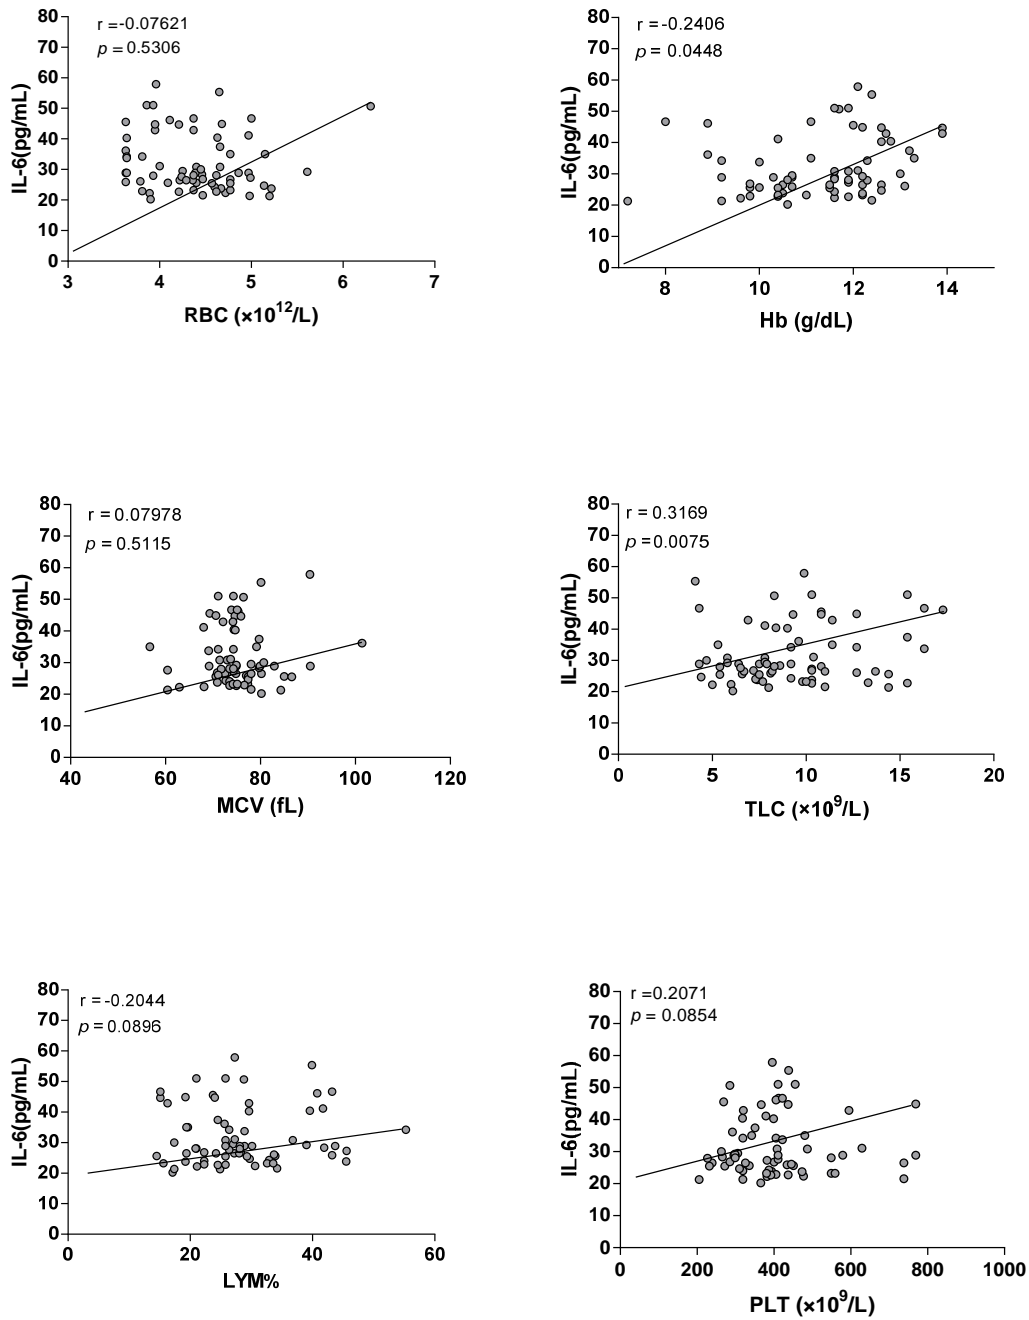 r =-0.07621
p = 0.5306
80
70
60
50
40
30
20
10
0
IL-6(pg/mL)
3 4 5 6 7
RBC (×10¹²/L)
r = -0.2406
p = 0.0448
80
70
60
50
40
30
20
10
0
IL-6(pg/mL)
8 10 12 14
Hb (g/dL)
r = 0.07978
p = 0.5115
80
70
60
50
40
30
20
10
0
IL-6(pg/mL)
40 60 80 100 120
MCV (fL)
r = 0.3169
p =0.0075
80
70
60
50
40
30
20
10
0
IL-6(pg/mL)
0 5 10 15 20
TLC (×10⁹/L)
r = -0.2044
p = 0.0896
80
70
60
50
40
30
20
10
0
IL-6(pg/mL)
0 20 40 60
LYM%
r =0.2071
p = 0.0854
80
70
60
50
40
30
20
10
0
IL-6(pg/mL)
0 200 400 600 800 1000
PLT (×10⁹/L)